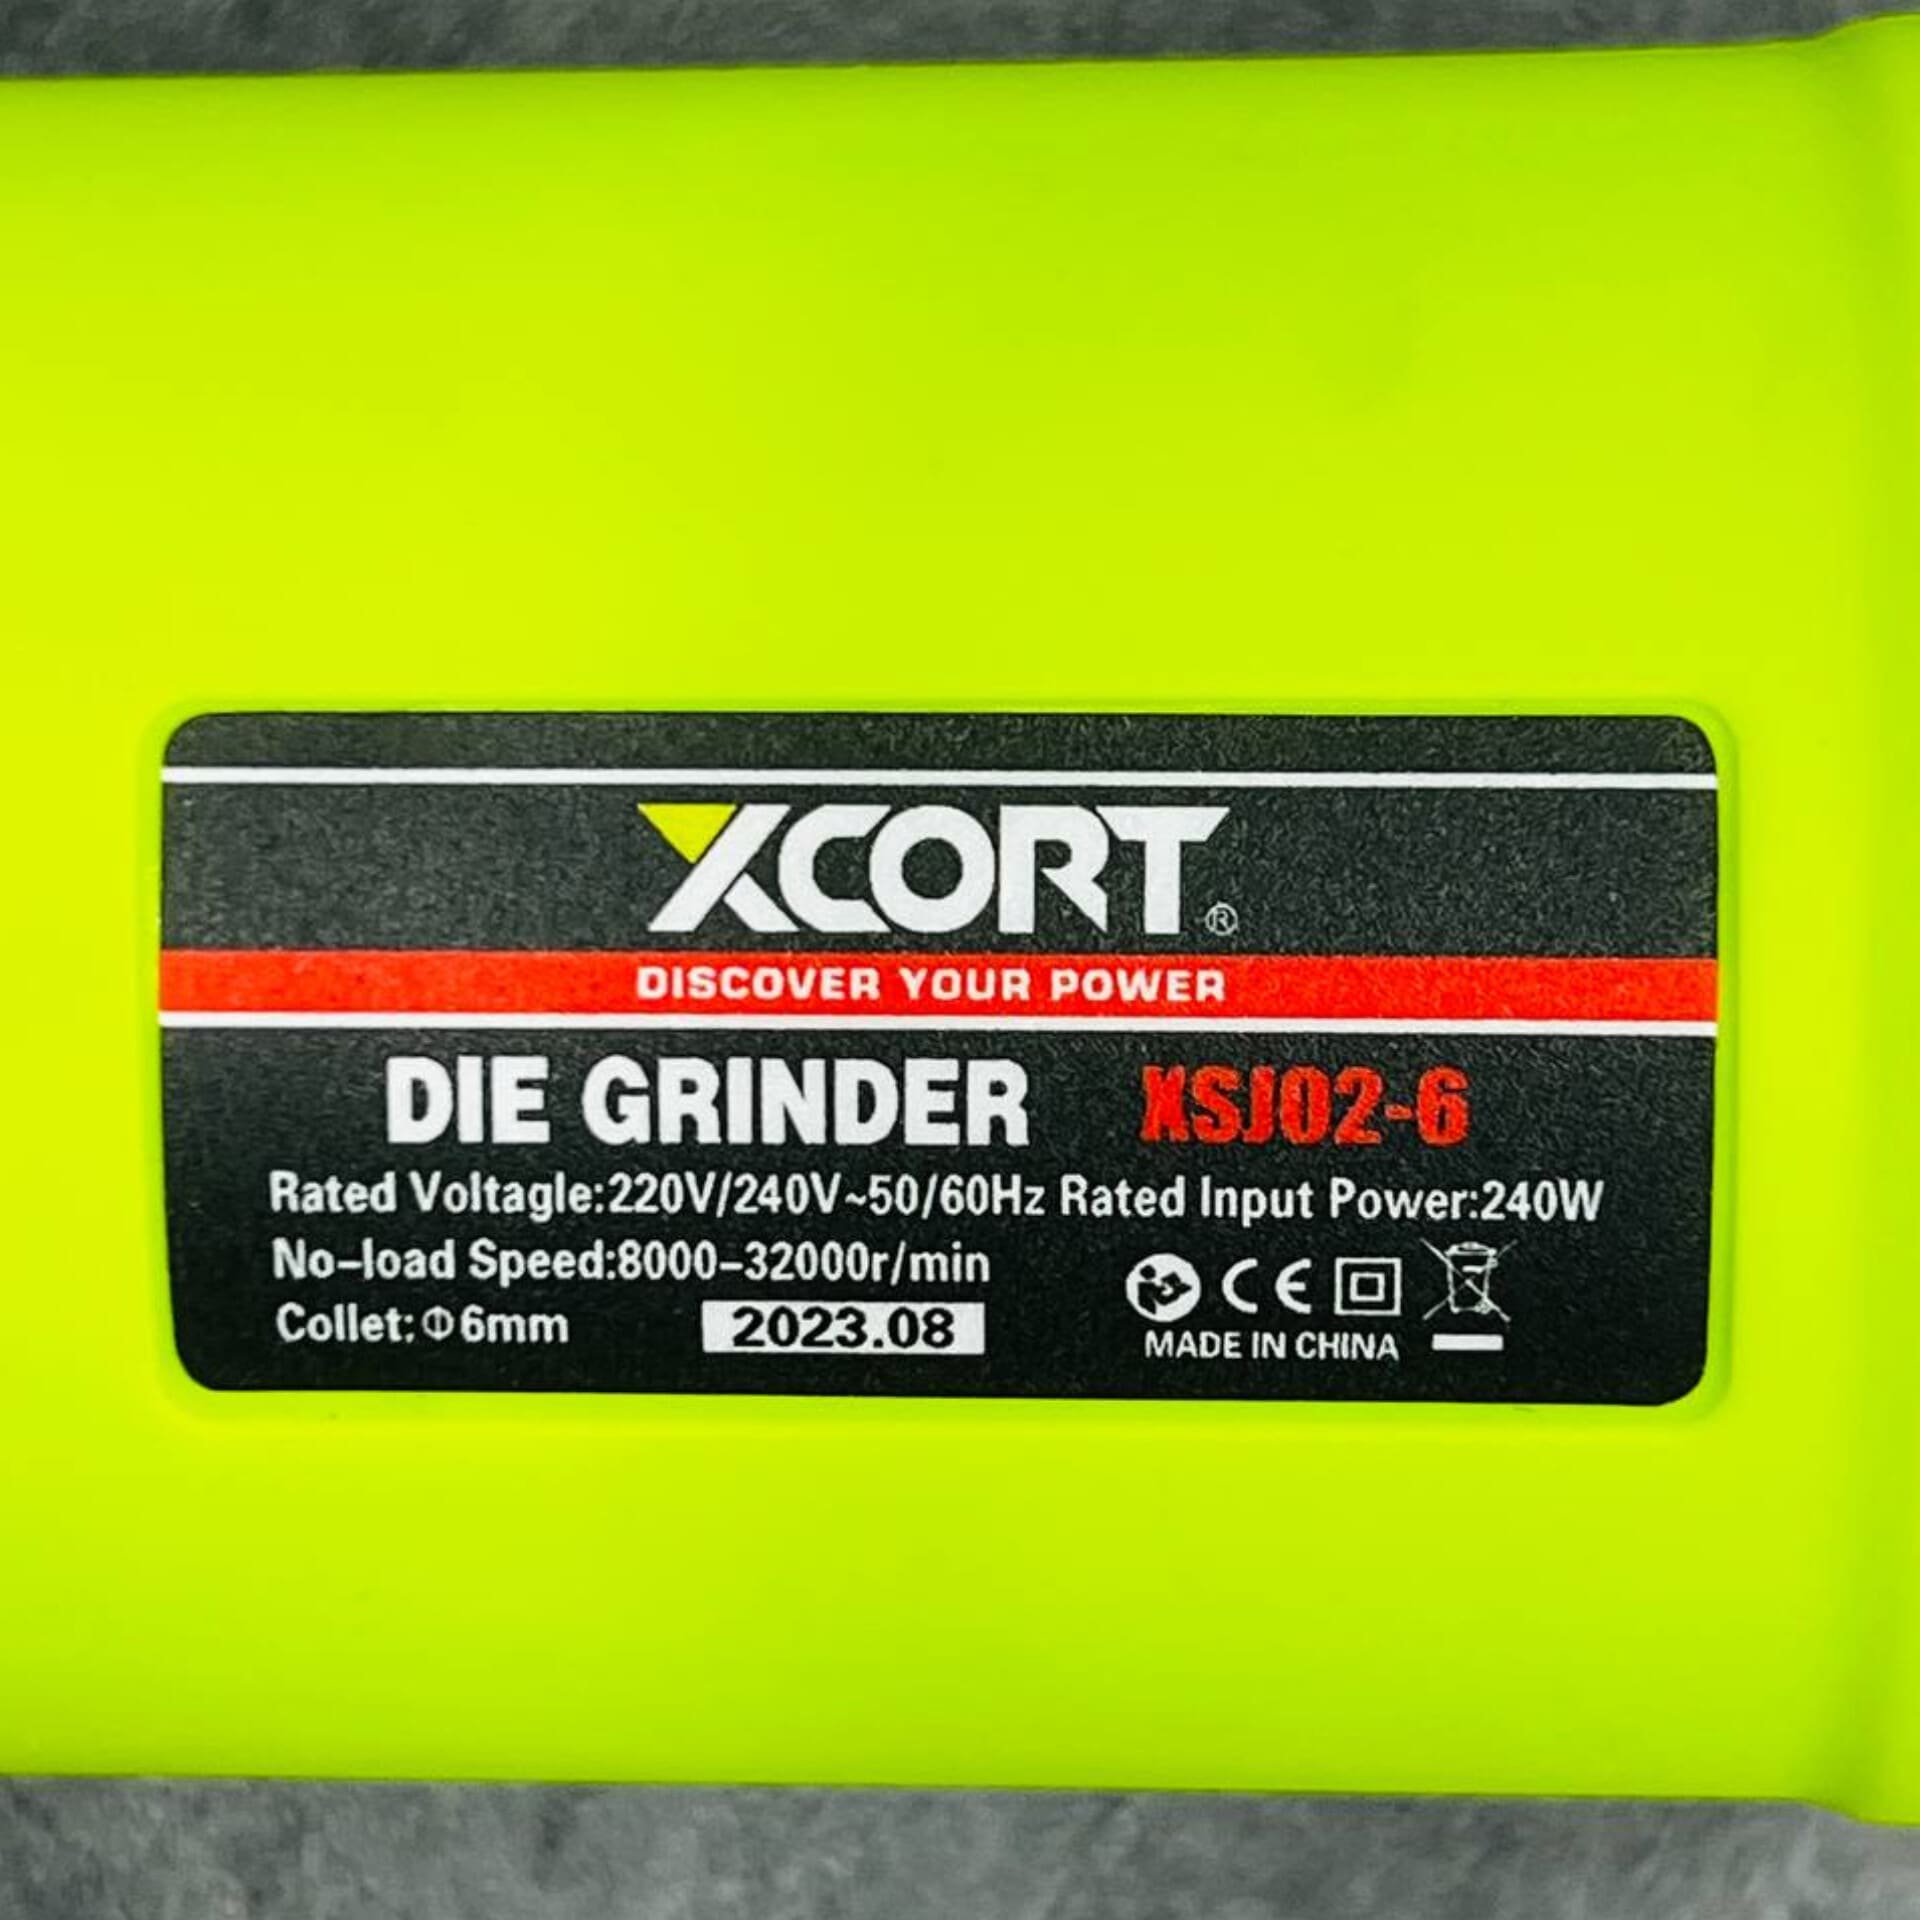 XCORT®
DISCOVER YOUR POWER
DIE GRINDER XSJ02-6
Rated Voltagle:220V/240V~50/60Hz Rated Input Power:240W
No-load Speed:8000-32000r/min
Collet:Φ6mm 2023.08
CE
MADE IN CHINA